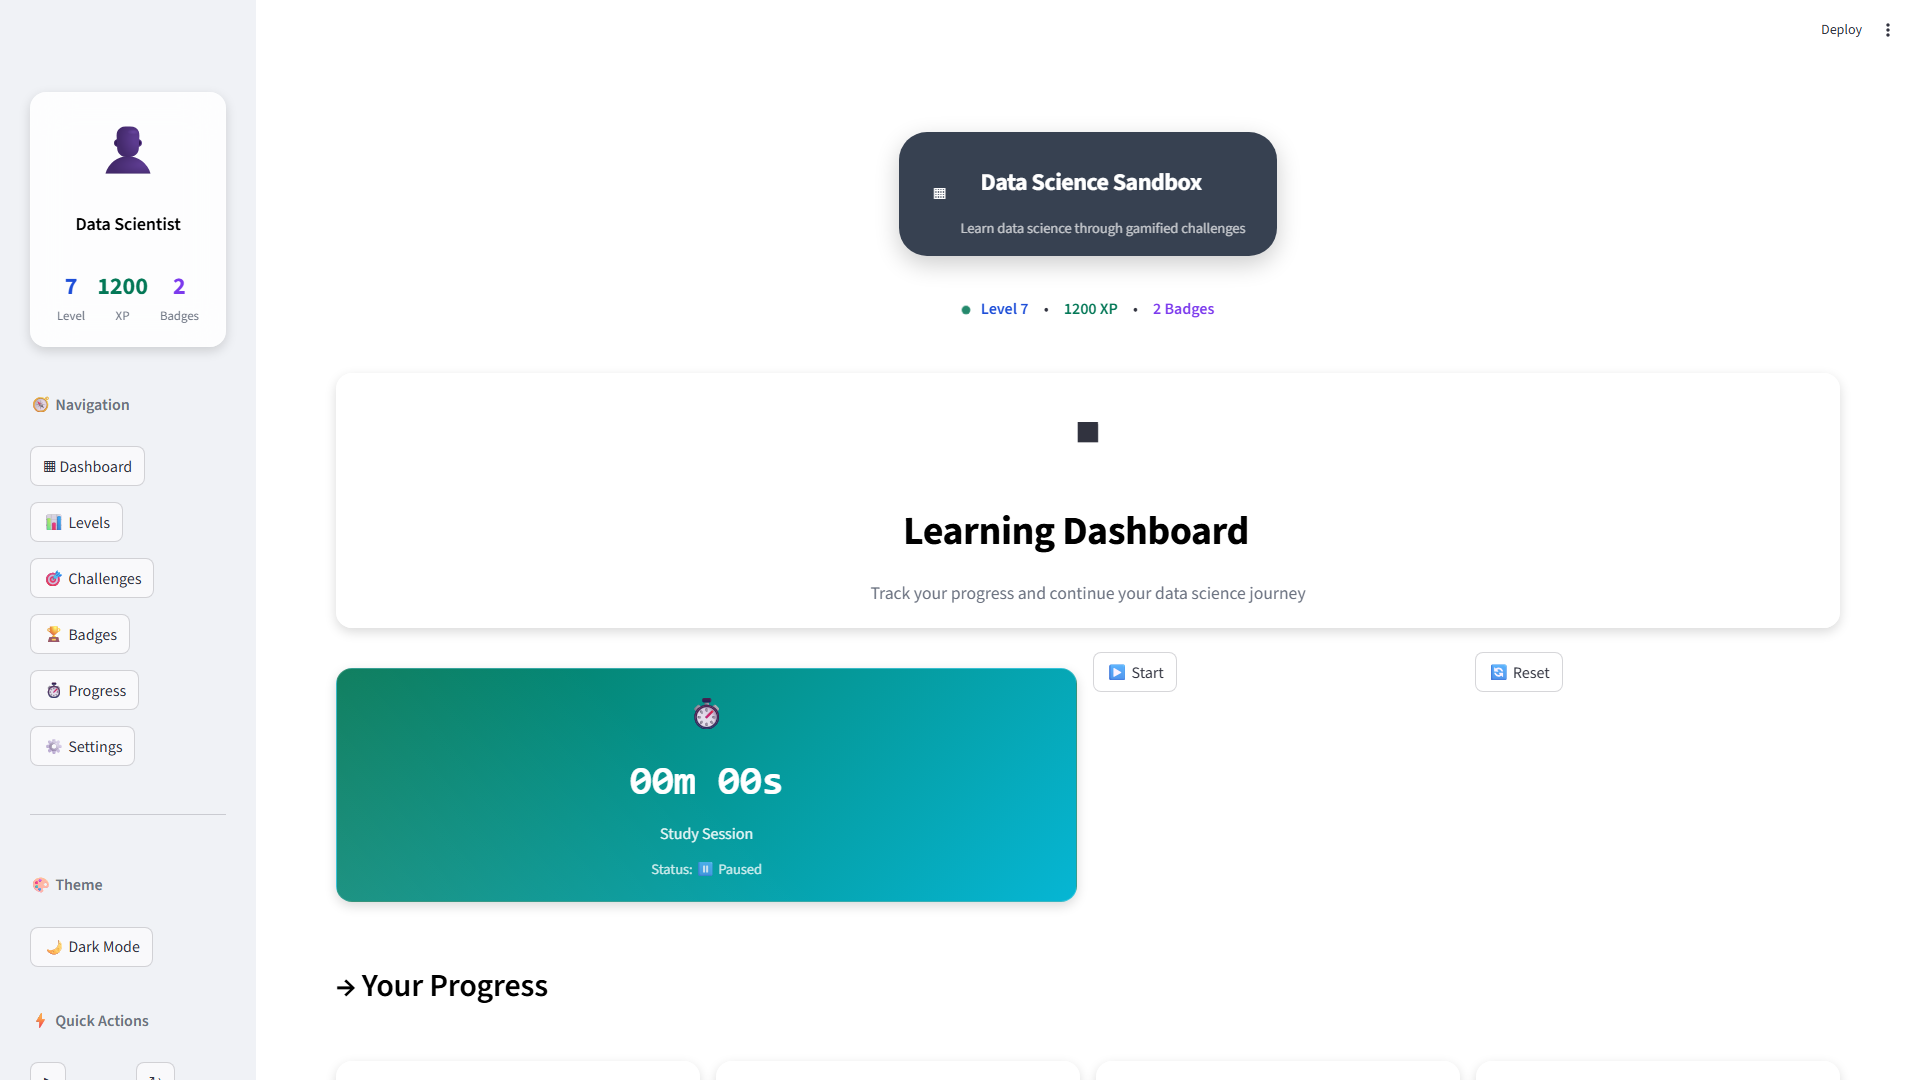 Deploy
Data Scientist
7 1200 2
Level XP Badges
Navigation
Dashboard
Levels
Challenges
Badges
Progress
Settings
Theme
Dark Mode
Quick Actions
Data Science Sandbox
Learn data science through gamified challenges
Level 7 • 1200 XP • 2 Badges
Learning Dashboard
Track your progress and continue your data science journey
00m 00s
Study Session
Status: ⏸ Paused
Start
Reset
→ Your Progress